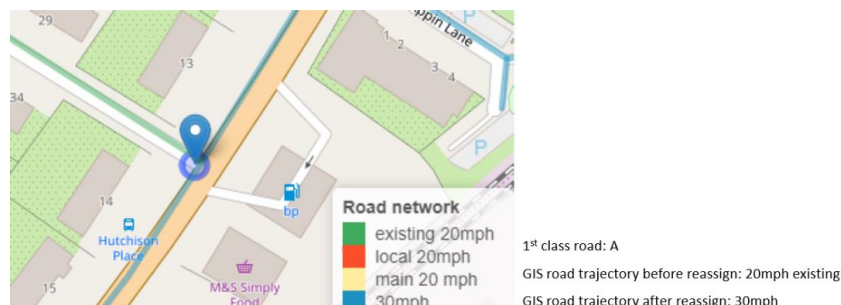 29
ppin Lane
P
1
2
3
4
13
34
P
bp
14
Hutchison
Place
M&S Simply
Food
15
Road network
existing 20mph
local 20mph
main 20 mph
30mph
1st class road: A
GIS road trajectory before reassign: 20mph existing
GIS road trajectory after reassign: 30mph